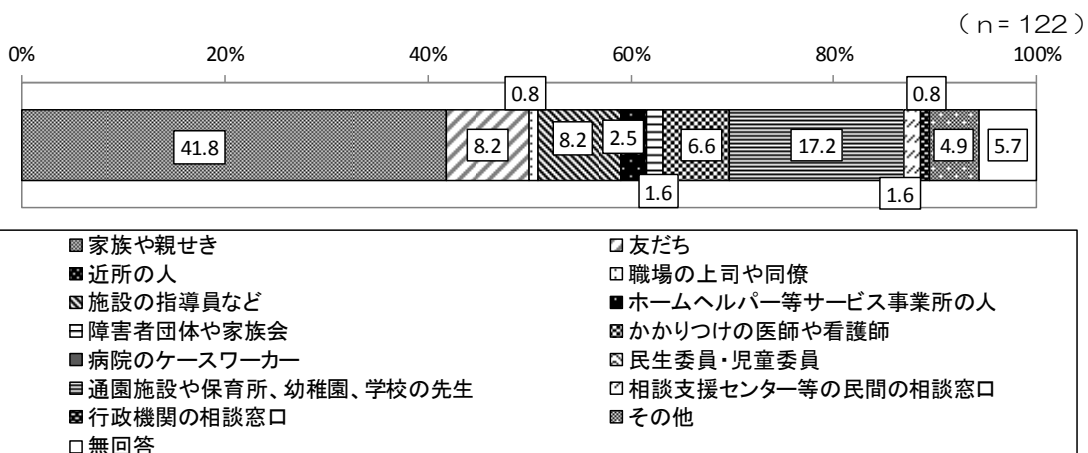 （ｎ＝122）
0% 20% 40% 60% 80% 100%
0.8 0.8
41.8 8.2 8.2 2.5 6.6 17.2 4.9 5.7
1.6 1.6
家族や親せき 友だち
近所の人 職場の上司や同僚
施設の指導員など ホームヘルパー等サービス事業所の人
障害者団体や家族会 かかりつけの医師や看護師
病院のケースワーカー 民生委員・児童委員
通園施設や保育所、幼稚園、学校の先生 相談支援センター等の民間の相談窓口
行政機関の相談窓口 その他
無回答